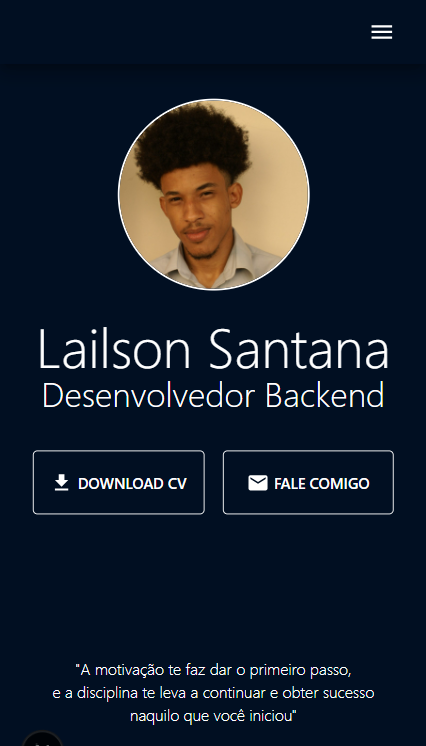 Lailson Santana
Desenvolvedor Backend
DOWNLOAD CV
FALE COMIGO
"A motivação te faz dar o primeiro passo,
e a disciplina te leva a continuar e obter sucesso
naquilo que você iniciou"